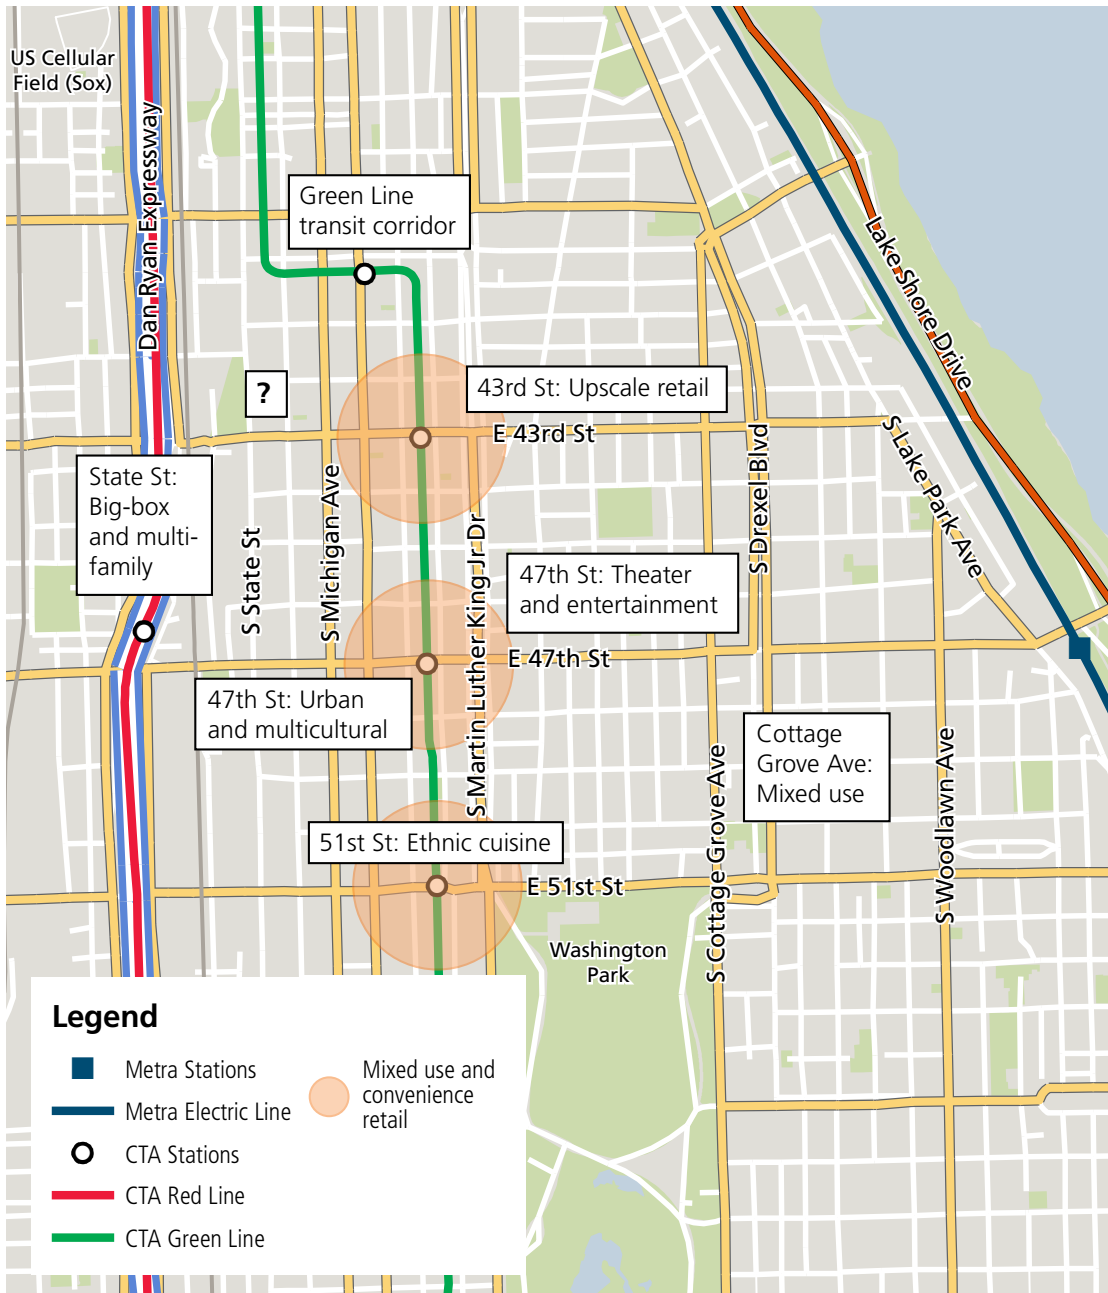 US Cellular
Field (Sox)
Dan Ryan Expressway
Green Line
transit corridor
Lake Shore Drive
?
43rd St: Upscale retail
E 43rd St
State St:
Big-box
and multi-
family
S State St
S Michigan Ave
S Martin Luther King Jr Dr
S Drexel Blvd
S Lake Park Ave
47th St: Theater
and entertainment
E 47th St
47th St: Urban
and multicultural
Cottage
Grove Ave:
Mixed use
S Cottage Grove Ave
S Woodlawn Ave
51st St: Ethnic cuisine
E 51st St
Washington
Park
Legend
Metra Stations
Metra Electric Line
CTA Stations
CTA Red Line
CTA Green Line
Mixed use and
convenience
retail